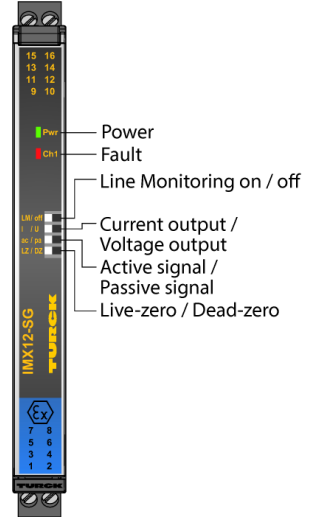 15 16
13 14
11 12
9 10
Pwr
Ch1
Power
Fault
Line Monitoring on / off
LM/ off
I / U
ac / pa
LZ / DZ
Current output /
Voltage output
Active signal /
Passive signal
Live-zero / Dead-zero
IMX12-SG
TURCK
Ex
7 8
5 6
3 4
1 2
TURCK